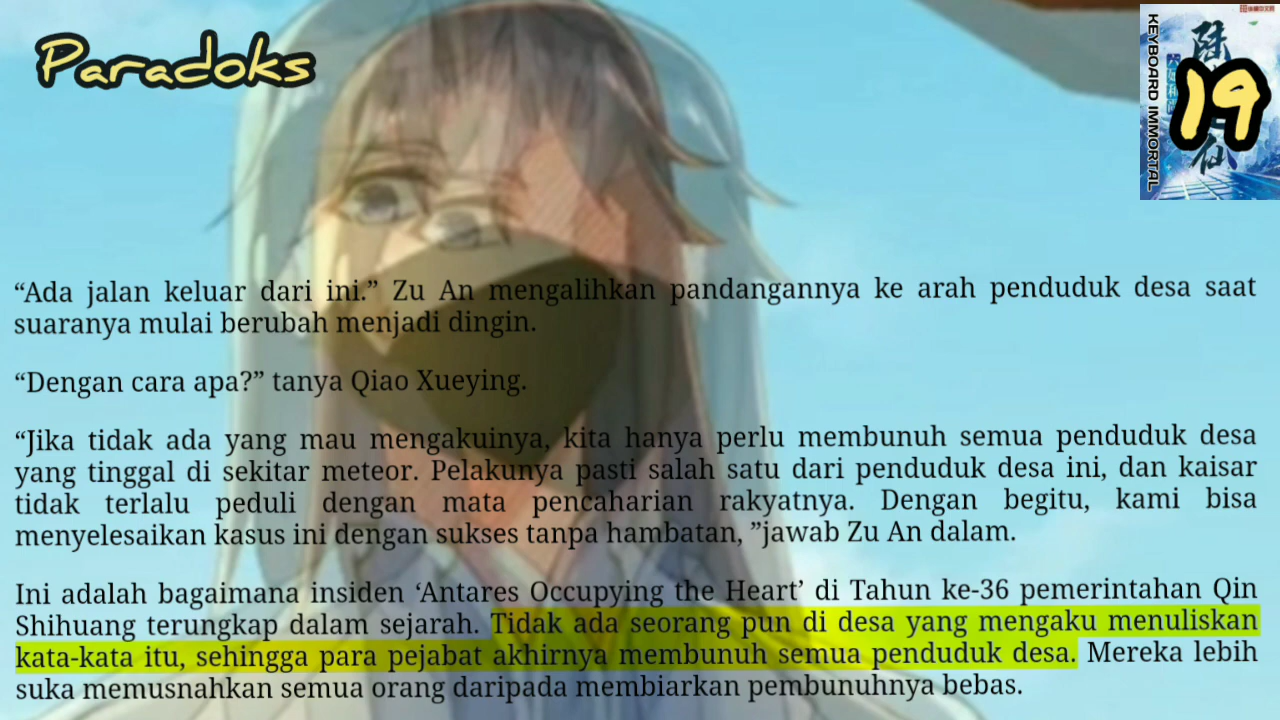 Paradoks
KEYBOARD IMMORTAL
19
仙
“Ada jalan keluar dari ini.” Zu An mengalihkan pandangannya ke arah penduduk desa saat
suaranya mulai berubah menjadi dingin.
“Dengan cara apa?” tanya Qiao Xueying.
“Jika tidak ada yang mau mengakuinya, kita hanya perlu membunuh semua penduduk desa
yang tinggal di sekitar meteor. Pelakunya pasti salah satu dari penduduk desa ini, dan kaisar
tidak terlalu peduli dengan mata pencaharian rakyatnya. Dengan begitu, kami bisa
menyelesaikan kasus ini dengan sukses tanpa hambatan, ”jawab Zu An dalam.
Ini adalah bagaimana insiden ‘Antares Occupying the Heart’ di Tahun ke-36 pemerintahan Qin
Shihuang terungkap dalam sejarah. Tidak ada seorang pun di desa yang mengaku menuliskan
kata-kata itu, sehingga para pejabat akhirnya membunuh semua penduduk desa. Mereka lebih
suka memusnahkan semua orang daripada membiarkan pembunuhnya bebas.